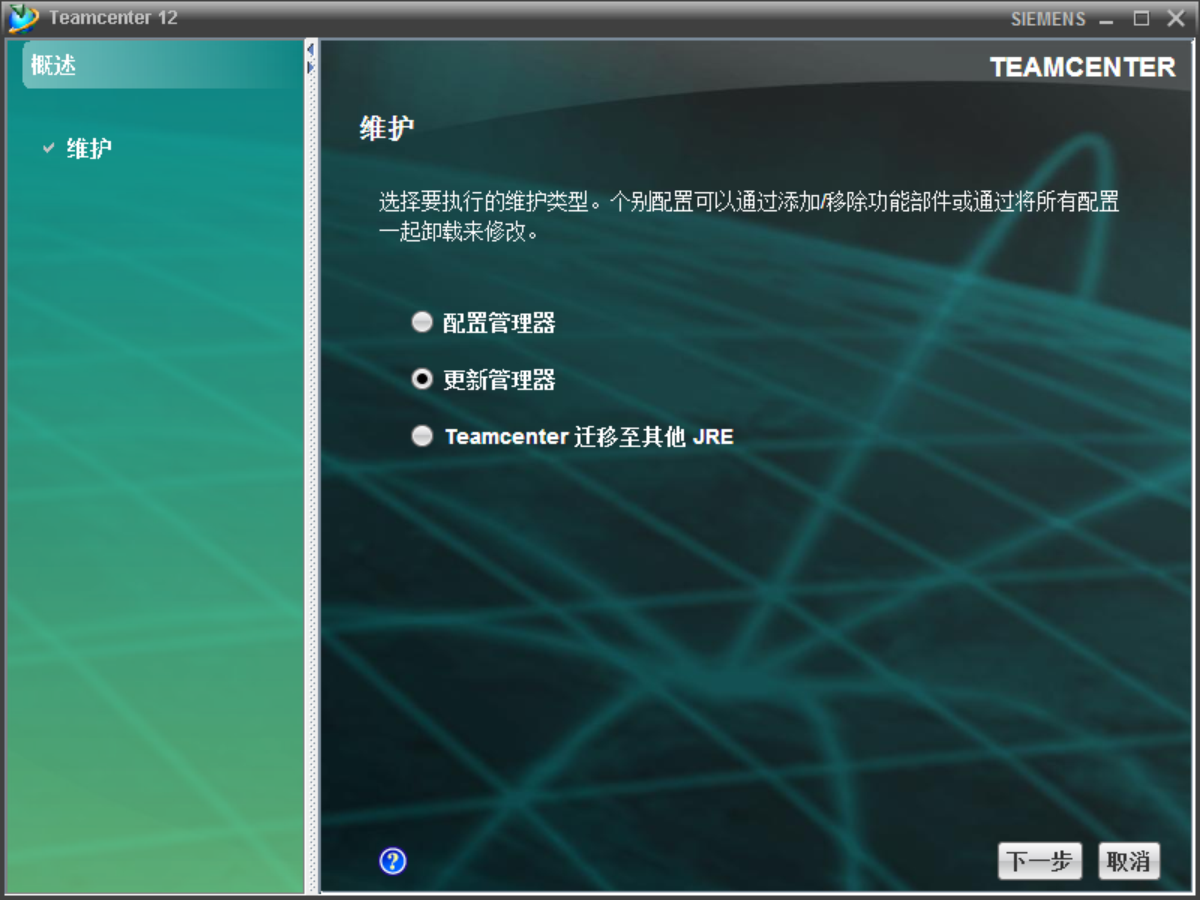 Teamcenter 12
SIEMENS
概述
TEAMCENTER
维护
维护
选择要执行的维护类型。个别配置可以通过添加/移除功能部件或通过将所有配置
一起卸载来修改。
配置管理器
更新管理器
Teamcenter 迁移至其他 JRE
?
下一步
取消